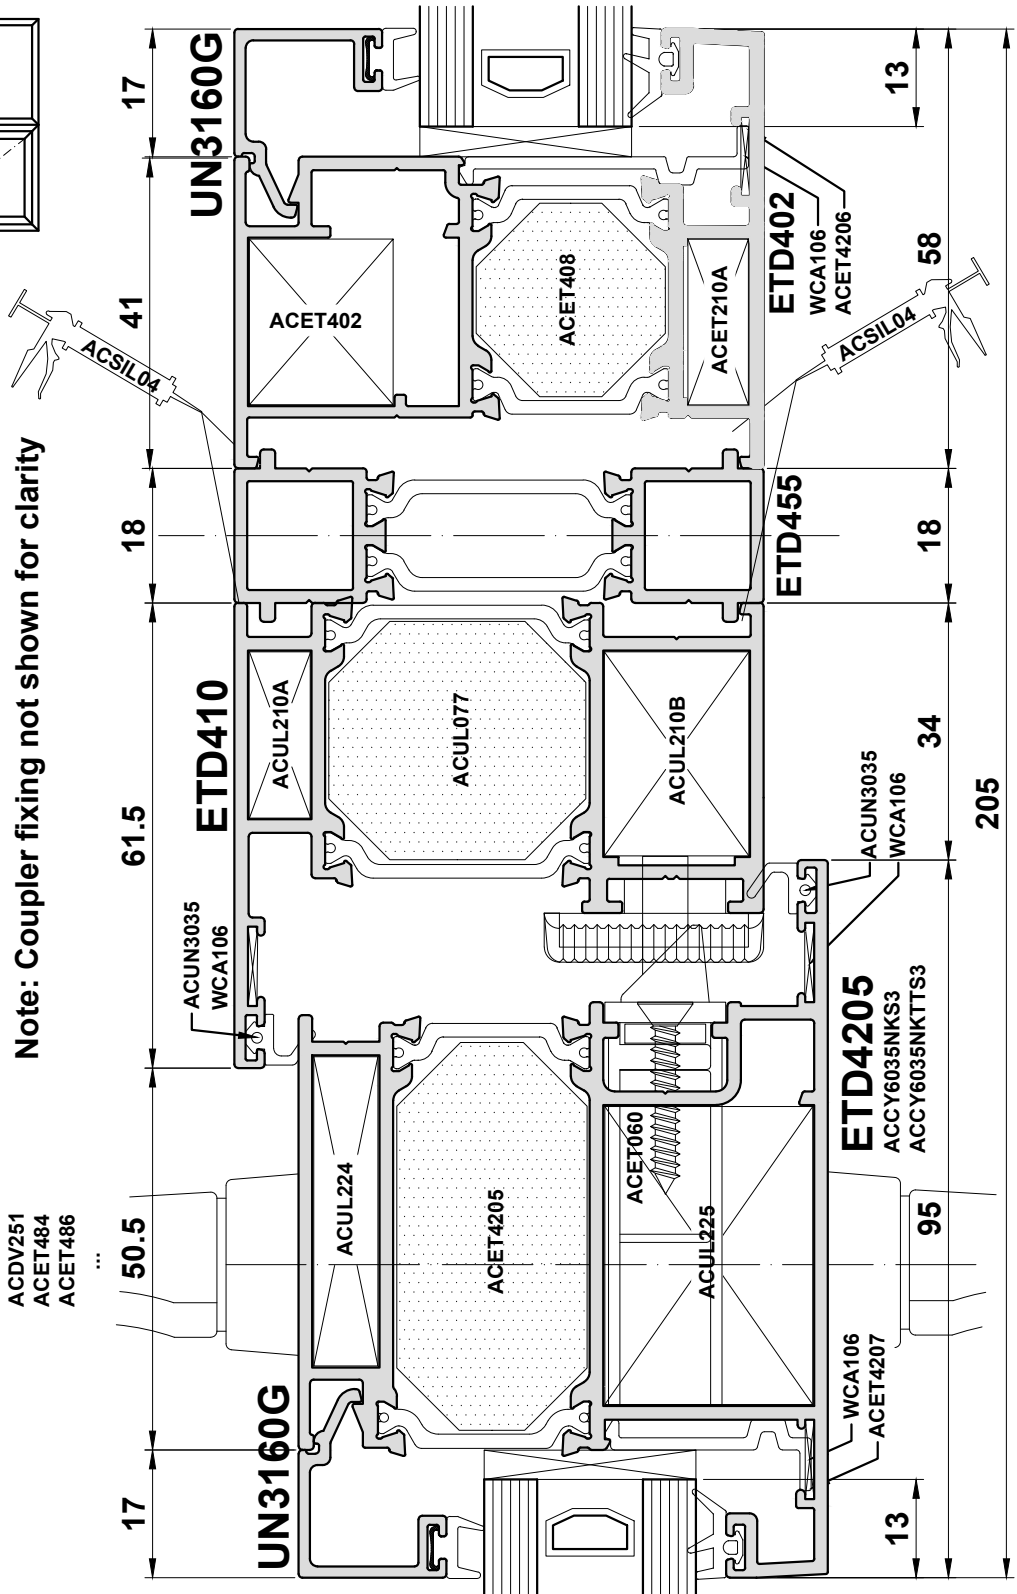 17
UN3160G
13
ETD402
WCA106
ACET4206
58
41
ACET402
ACET408
ACET210A
ACSIL04
ACSIL04
Note: Coupler fixing not shown for clarity
18
ETD455
18
ETD410
ACUL210A
ACUL077
ACUL210B
34
205
61.5
ACUN3035
WCA106
ACUN3035
WCA106
ETD4205
ACCY6035NKS3
ACCY6035NKTTS3
ACET060
ACUL224
ACET4205
ACUL225
95
ACDV251
ACET484
ACET486
...
50.5
WCA106
ACET4207
UN3160G
17
13